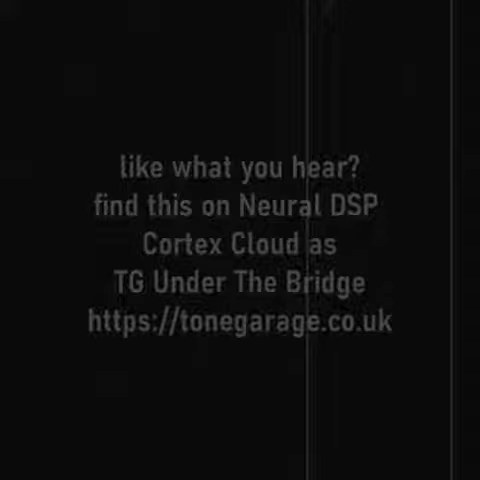 like what you hear?
find this on Neural DSP
Cortex Cloud as
TG Under The Bridge
https://tonegarage.co.uk